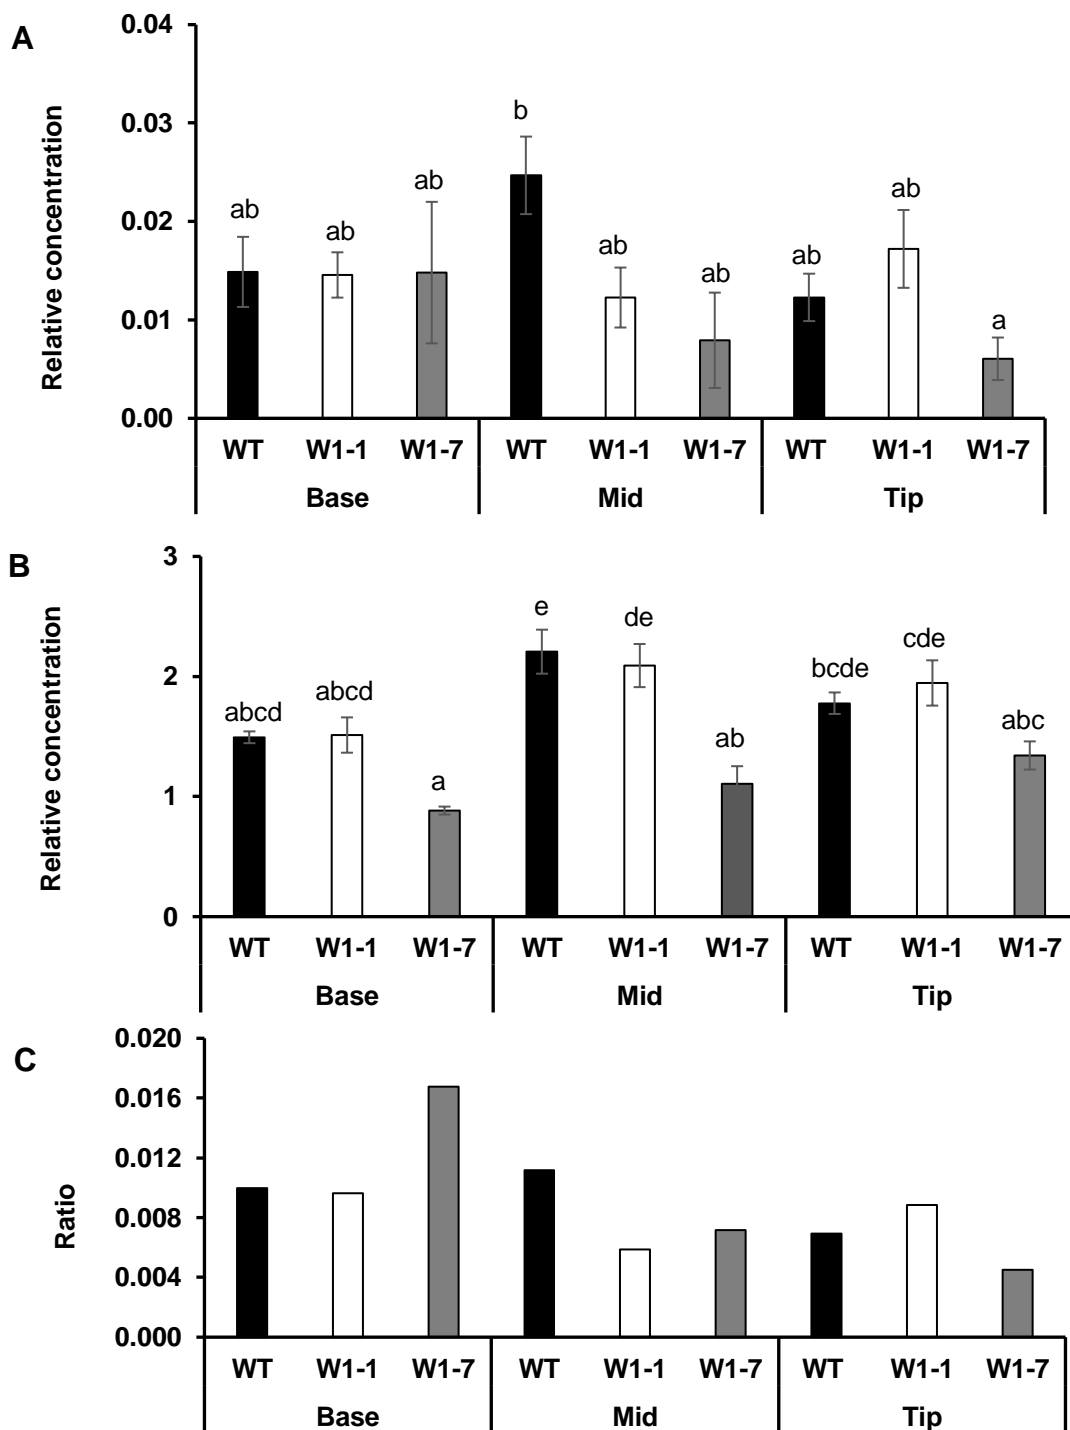 A
Relative concentration
0.04
0.03
0.02
0.01
0.00
ab
ab
ab
b
ab
ab
ab
ab
a
WT W1-1 W1-7 WT W1-1 W1-7 WT W1-1 W1-7
Base Mid Tip
B
Relative concentration
3
2
1
0
abcd
abcd
a
e
de
ab
bcde
cde
abc
WT W1-1 W1-7 WT W1-1 W1-7 WT W1-1 W1-7
Base Mid Tip
C
Ratio
0.020
0.016
0.012
0.008
0.004
0.000
WT W1-1 W1-7 WT W1-1 W1-7 WT W1-1 W1-7
Base Mid Tip